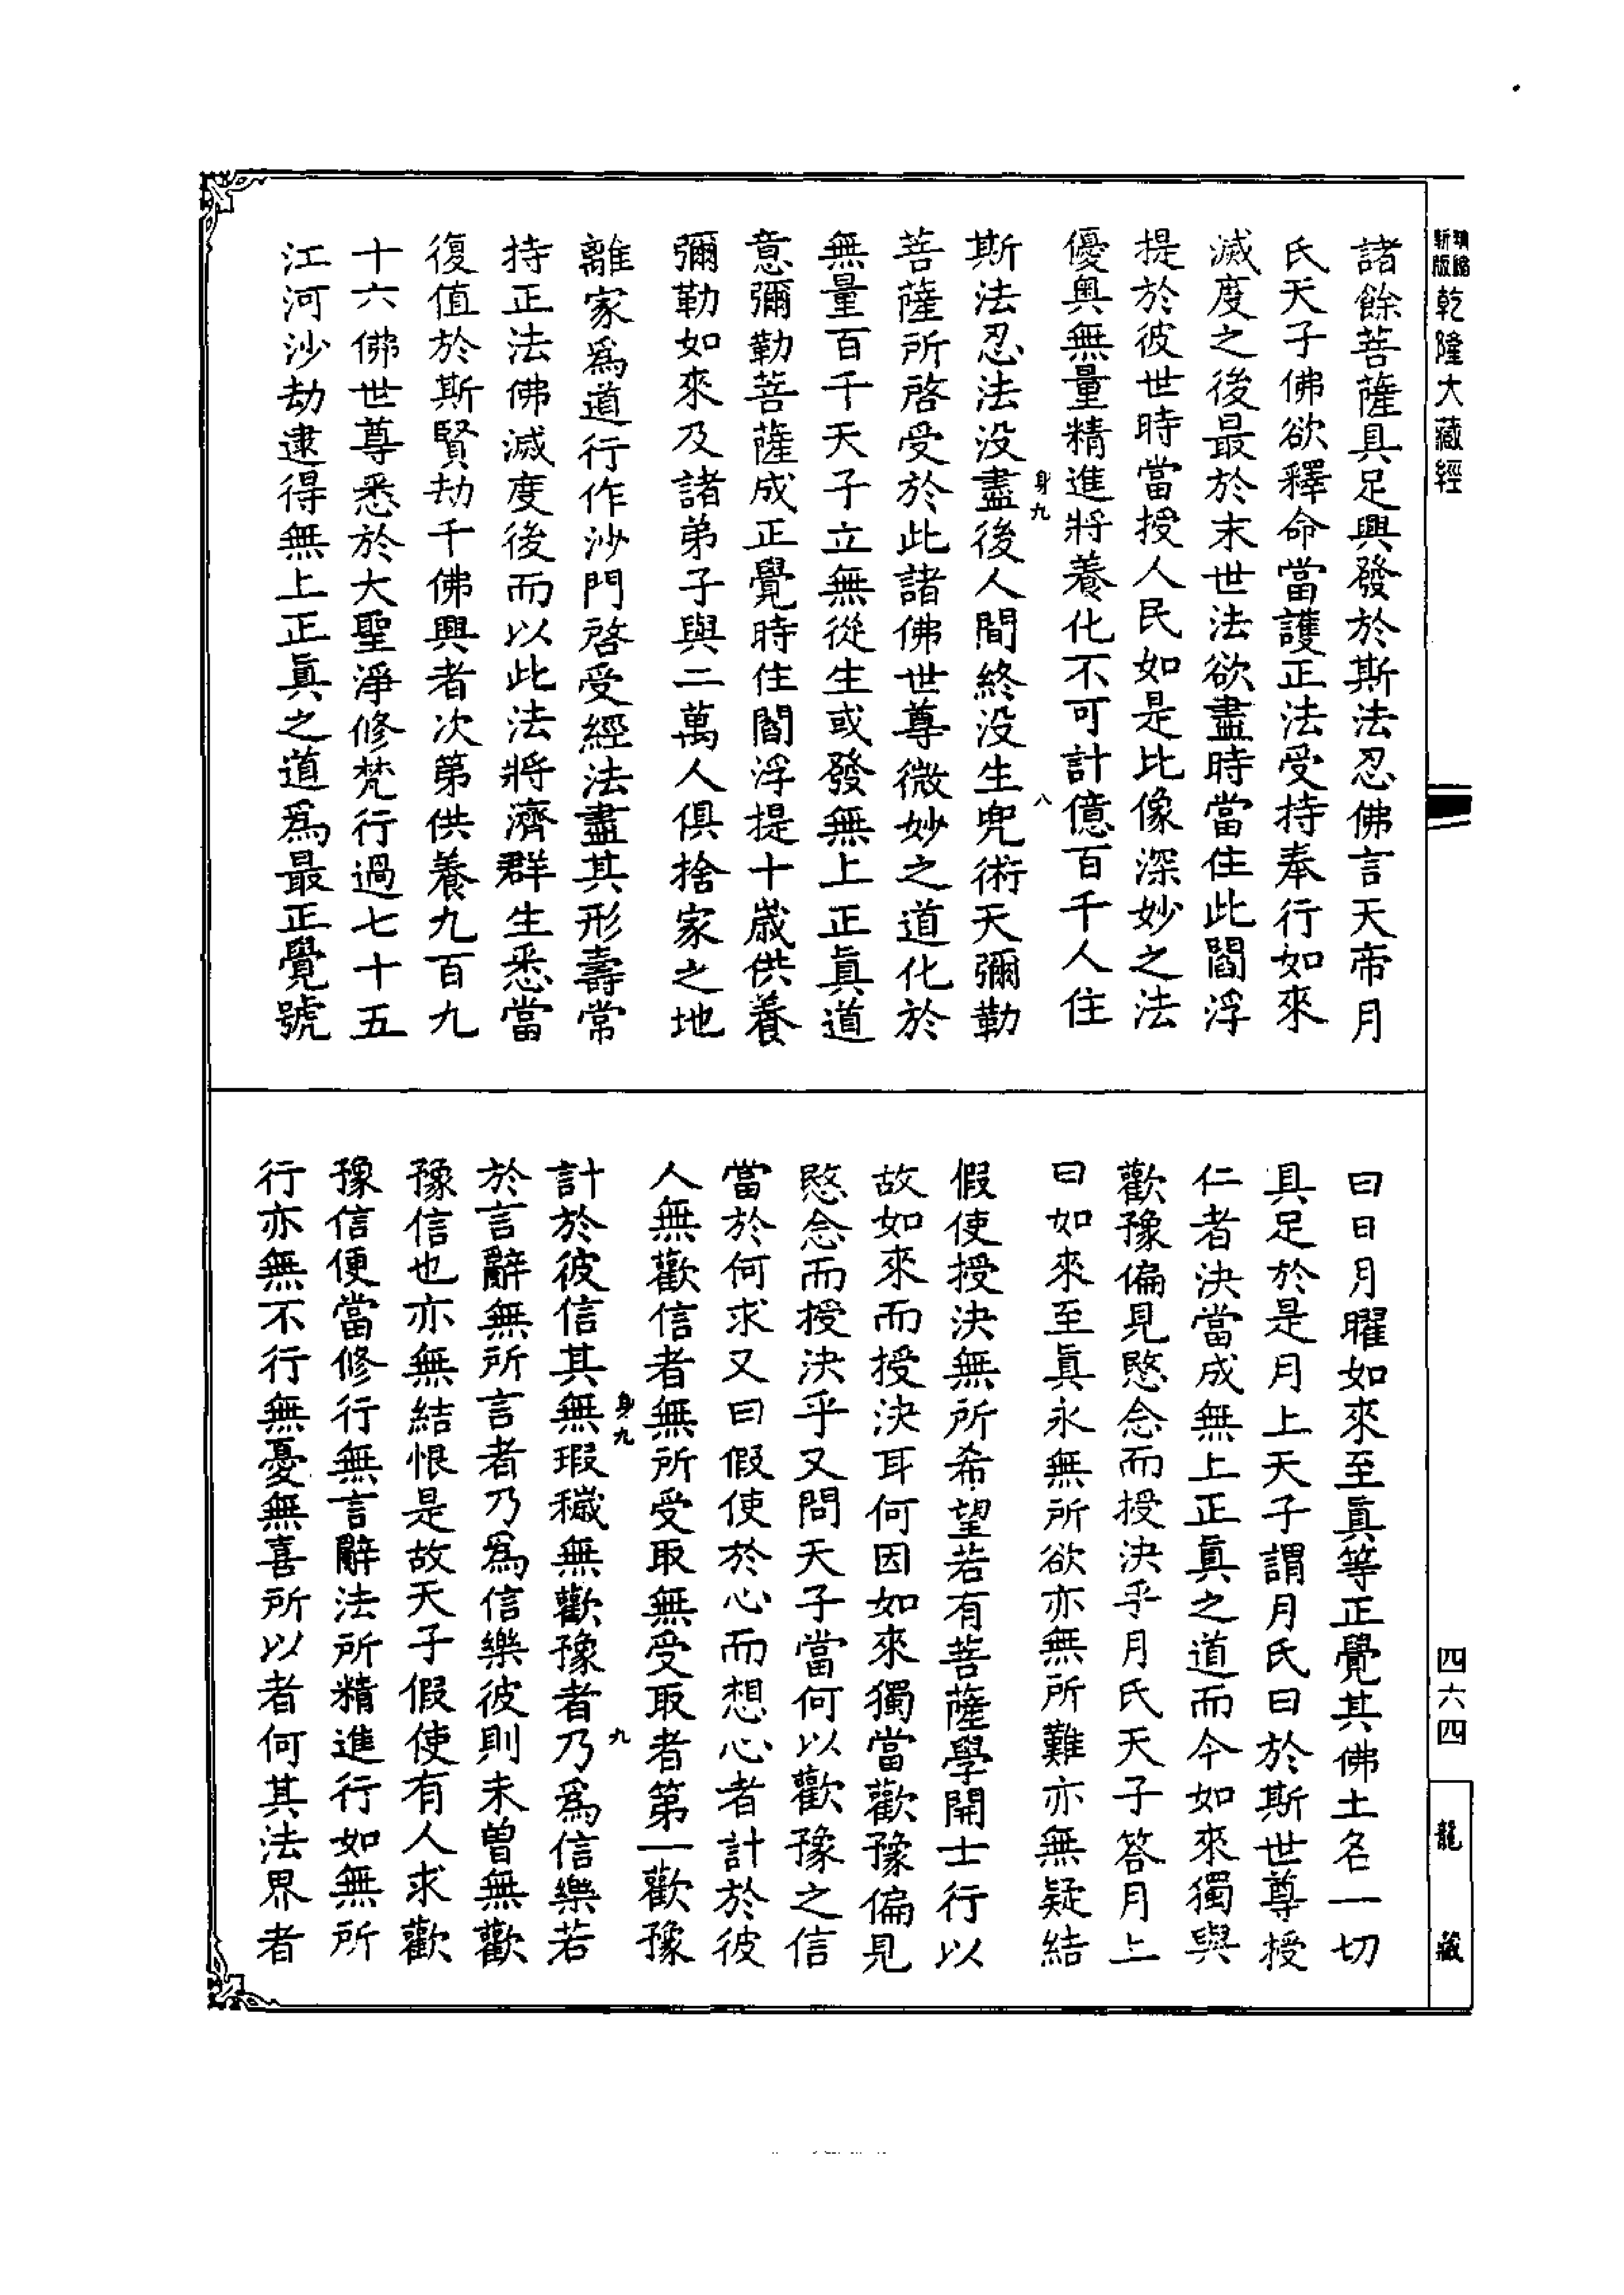 精縮新版
乾隆大藏經
諸餘菩薩具足興發於斯法忍佛言天帝月
氏天子佛欲釋命當護正法受持奉行如來
滅度之後最於末世法欲盡時當住此閻浮
提於彼世時當授人民如是比像深妙之法
優奥無量精進將養化不可計億百千人住
身九
八
斯法忍法没盡後人間終没生兜術天彌勒
菩薩所啓受於此諸佛世尊微妙之道化於
無量百千天子立無從生或發無上正眞道
意彌勒菩薩成正覺時住閻浮提十歲供養
彌勒如來及諸弟子與二萬人俱捨家之地
離家爲道行作沙門啓受經法盡其形壽常
持正法佛滅度後而以此法將濟群生悉當
復值於斯賢劫千佛興者次第供養九百九
十六佛世尊悉於大聖淨修梵行過七十五
江河沙劫逮得無上正眞之道爲最正覺號
曰日月曜如來至眞等正覺其佛土名一切
具足於是月上天子謂月氏曰於斯世尊授
仁者決當成無上正眞之道而今如來獨與
歡豫偏見愍念而授決乎月氏天子答月上
曰如來至眞永無所欲亦無所難亦無疑結
假使授決無所希望若有菩薩學開士行以
故如來而授決耳何因如來獨當歡豫偏見
愍念而授決乎又問天子當何以歡豫之信
當於何求又曰假使於心而想心者計於彼
人無歡信者無所受取無受取者第一歡豫
身九
九
計於彼信其無瑕穢無歡豫者乃爲信樂若
於言辭無所言者乃爲信樂彼則未曾無歡
豫信也亦無結恨是故天子假使有人求歡
豫信便當修行無言辭法所精進行如無所
行亦無不行無憂無喜所以者何其法界者
四六四
龍藏